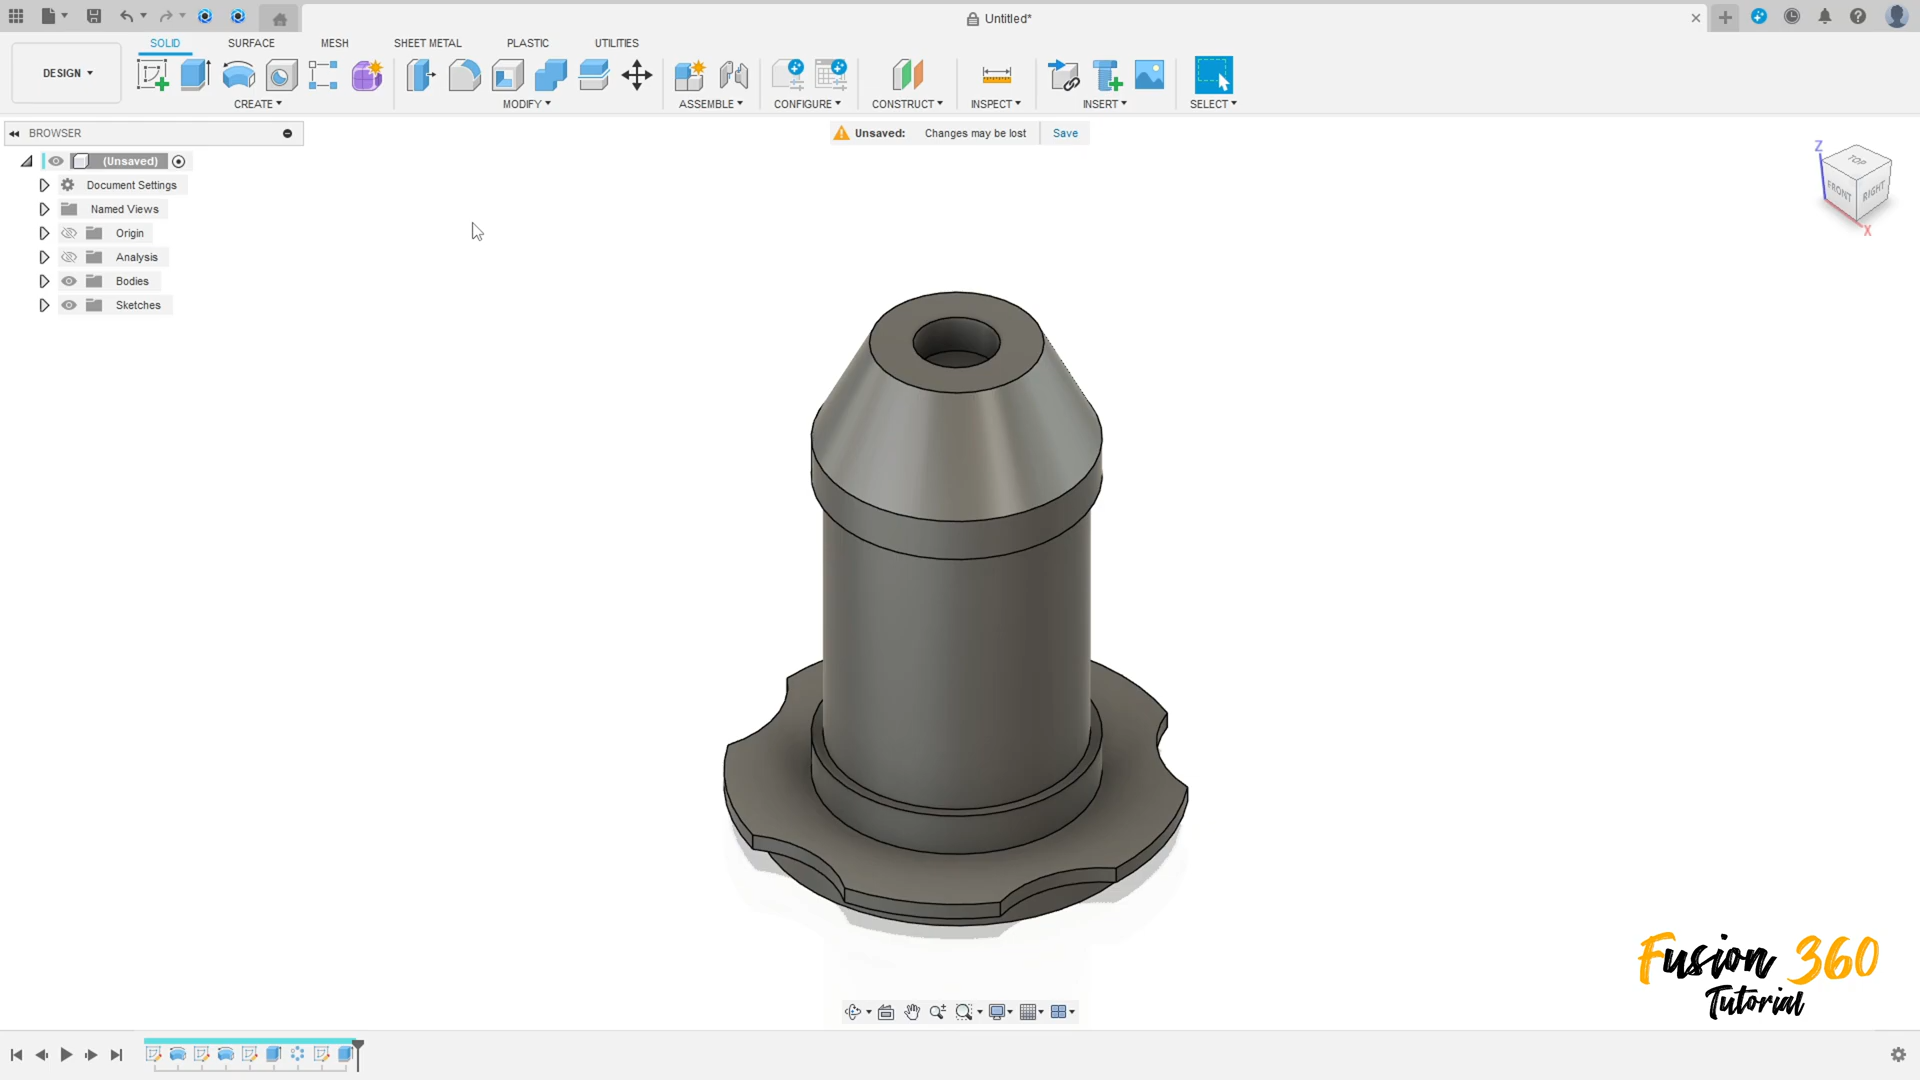 Untitled*
SOLID
SURFACE
MESH
SHEET METAL
PLASTIC
UTILITIES
DESIGN
CREATE
MODIFY
ASSEMBLE
CONFIGURE
CONSTRUCT
INSPECT
INSERT
SELECT
BROWSER
Unsaved: Changes may be lost Save
(Unsaved)
Document Settings
Named Views
Origin
Analysis
Bodies
Sketches
Z
TOP
FRONT
RIGHT
X
Fusion 360
Tutorial